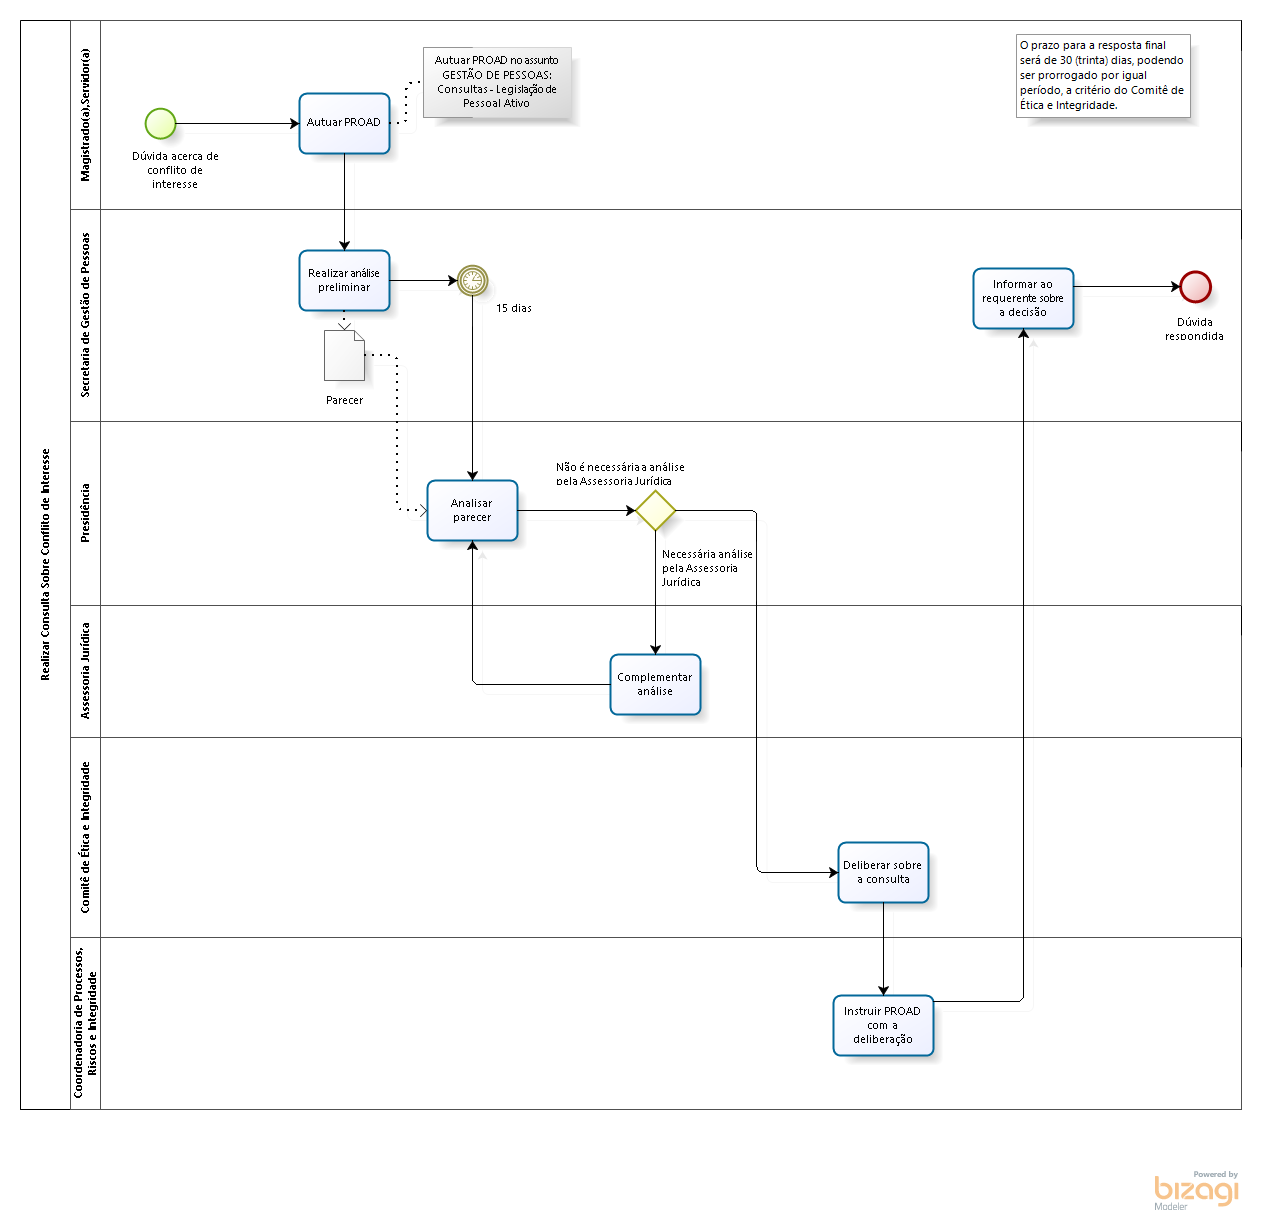 Realizar Consulta Sobre Conflito de Interesse
Magistrado(a),Servidor(a)
Dúvida acerca de
conflito de
interesse
Autuar PROAD
Autuar PROAD no assunto
GESTÃO DE PESSOAS:
Consultas - Legislação de
Pessoal Ativo
O prazo para a resposta final
será de 30 (trinta) dias, podendo
ser prorrogado por igual
período, a critério do Comitê de
Ética e Integridade.
Secretaria de Gestão de Pessoas
Realizar análise
preliminar
15 dias
Parecer
Informar ao
requerente sobre
a decisão
Dúvida
respondida
Presidência
Analisar
parecer
Não é necessária a análise
pela Assessoria Jurídica
Necessária análise
pela Assessoria
Jurídica
Assessoria Jurídica
Complementar
análise
Comitê de Ética e Integridade
Deliberar sobre
a consulta
Coordenadoria de Processos,
Riscos e Integridade
Instruir PROAD
com a
deliberação
Powered by
bizagi
Modeler